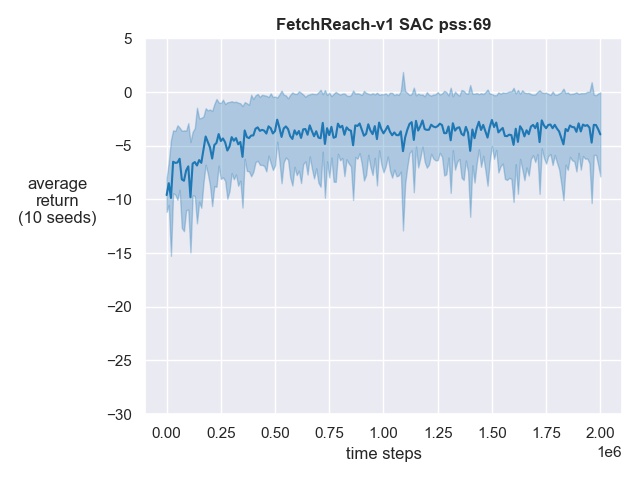 FetchReach-v1 SAC pss:69
5
0
−5
−10
−15
−20
−25
−30
average
return
(10 seeds)
0.00 0.25 0.50 0.75 1.00 1.25 1.50 1.75 2.00
time steps
1e6